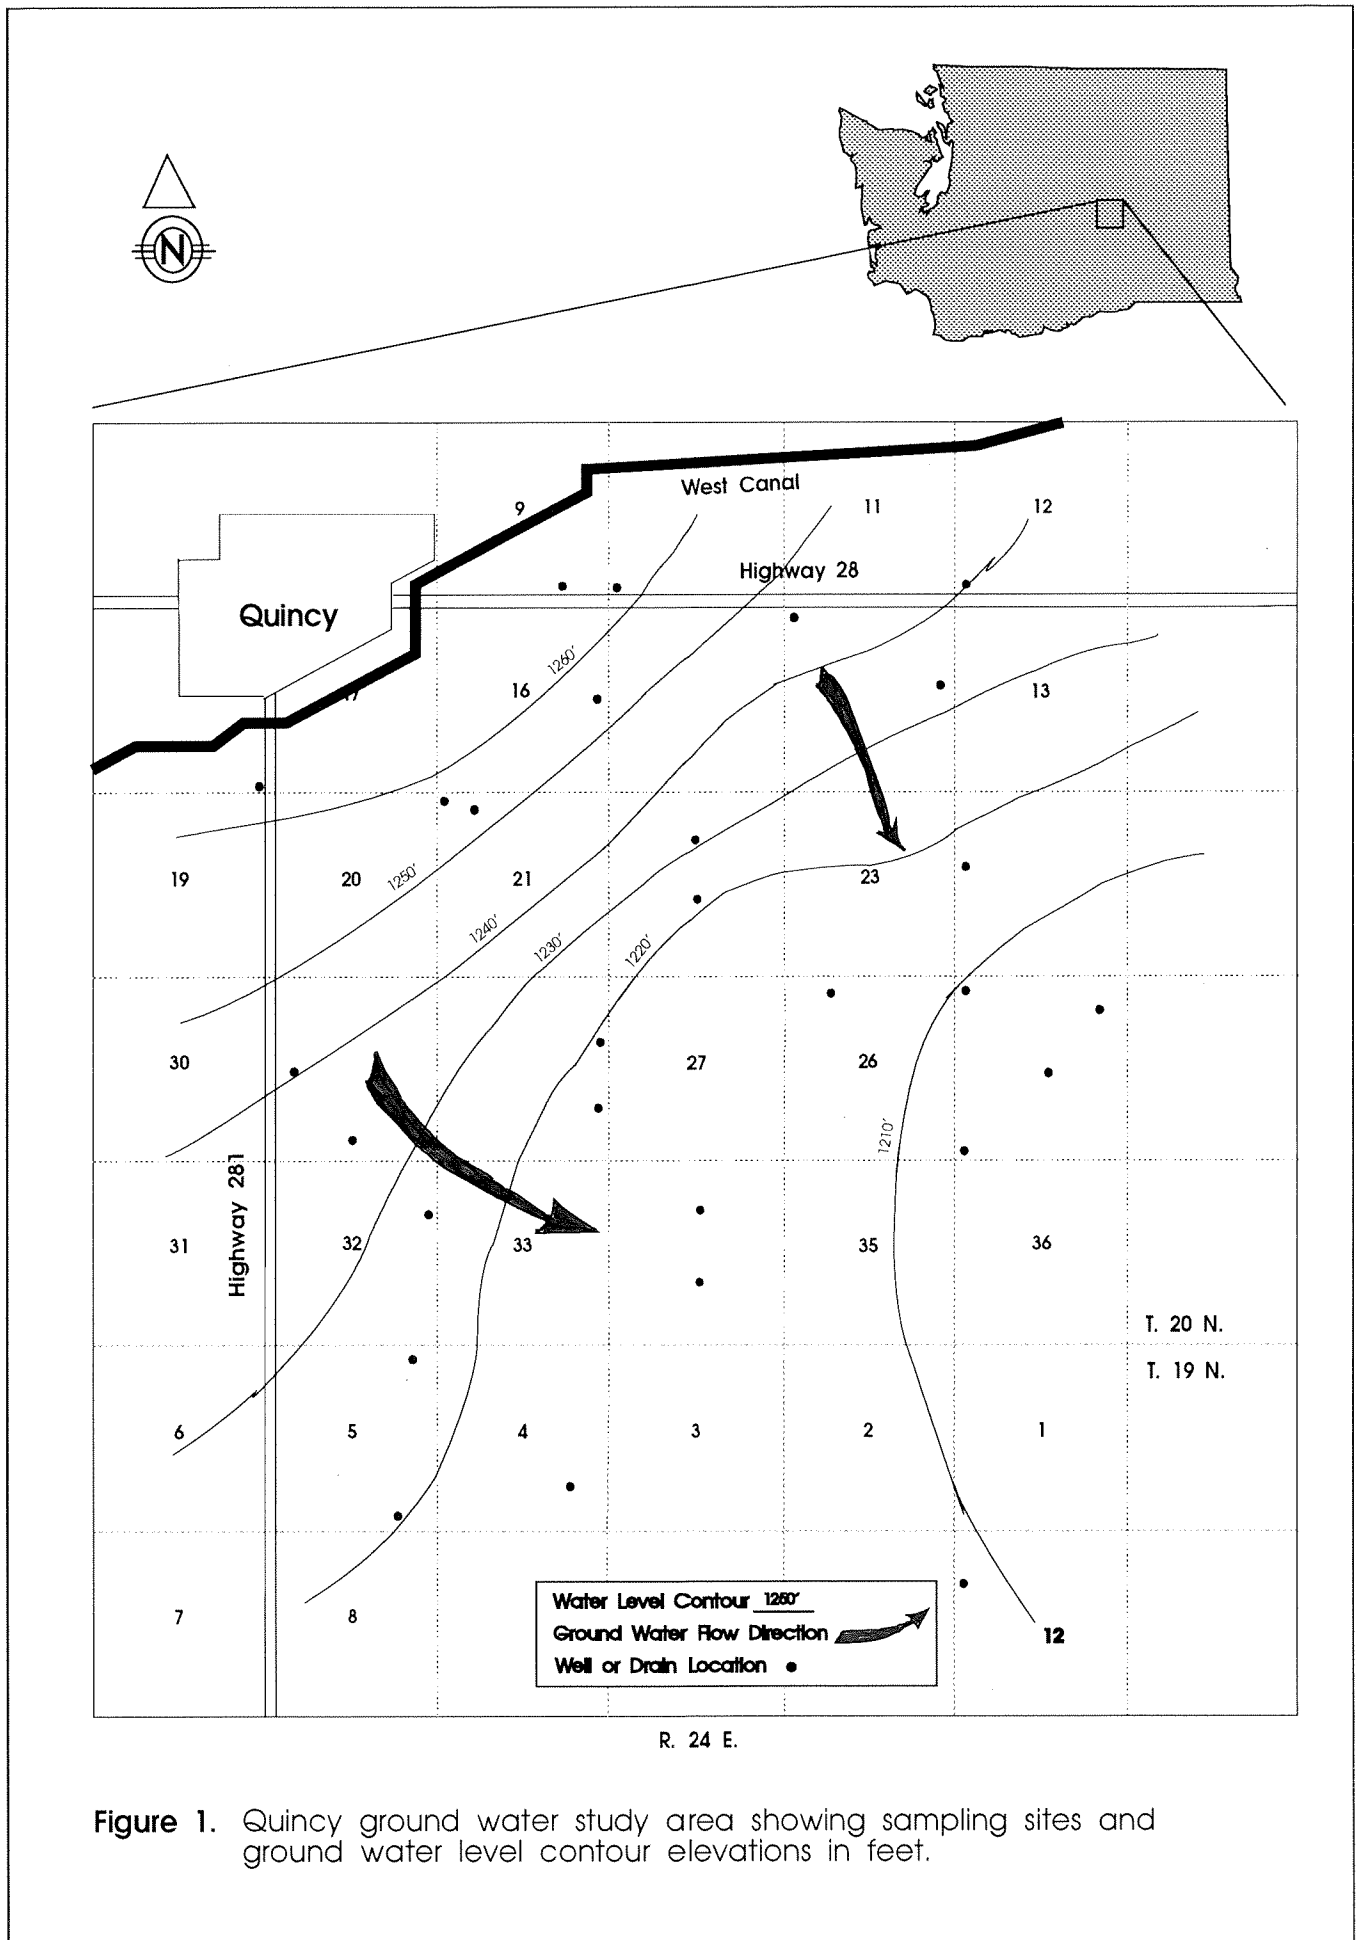 N
West Canal
9
11
12
Highway 28
Quincy
1260'
16
13
17
19
20
1250'
21
23
1240'
1230'
1220'
30
27
26
1210'
Highway 281
31
32
33
35
36
T. 20 N.
T. 19 N.
6
5
4
3
2
1
7
8
Water Level Contour 1250'
Ground Water Flow Direction
Well or Drain Location
12
R. 24 E.
Figure 1. Quincy ground water study area showing sampling sites and
ground water level contour elevations in feet.